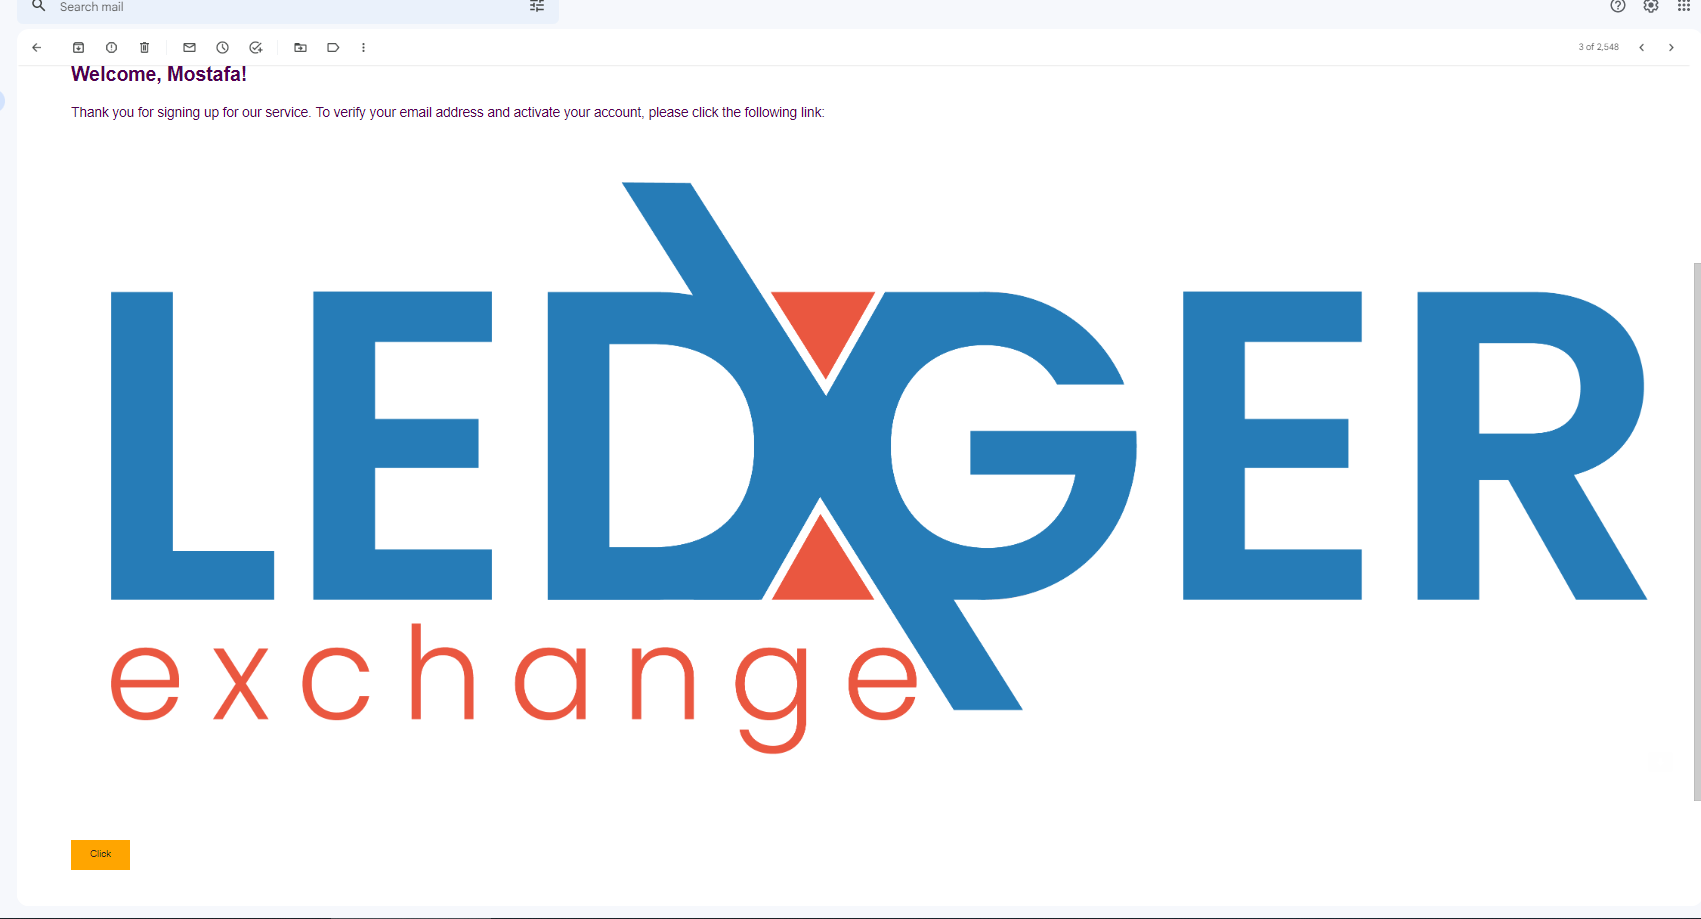 Search mail
3 of 2,548
Welcome, Mostafa!
Thank you for signing up for our service. To verify your email address and activate your account, please click the following link:
LEDGER
exchange
Click